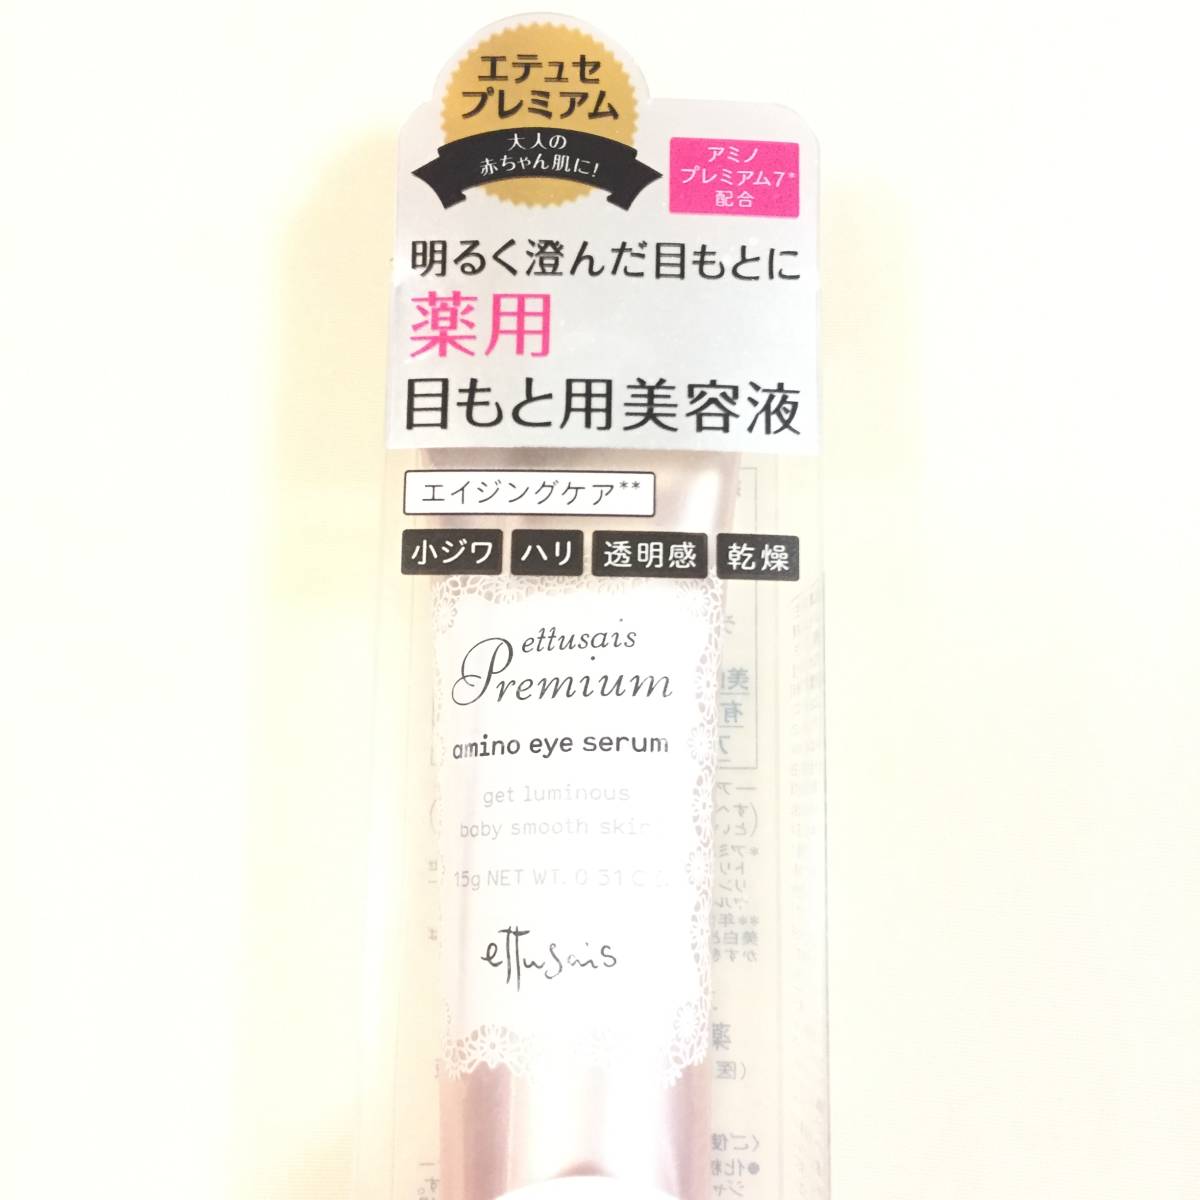 エテュセ
プレミアム
大人の
赤ちゃん肌に!
アミノ
プレミアム7*
配合
明るく澄んだ目もとに
薬用
目もと用美容液
エイジングケア**
小ジワ ハリ 透明感 乾燥
ettusais
Premium
amino eye serum
get luminous
baby smooth skin
15g NET WT. 0.51
ettusais